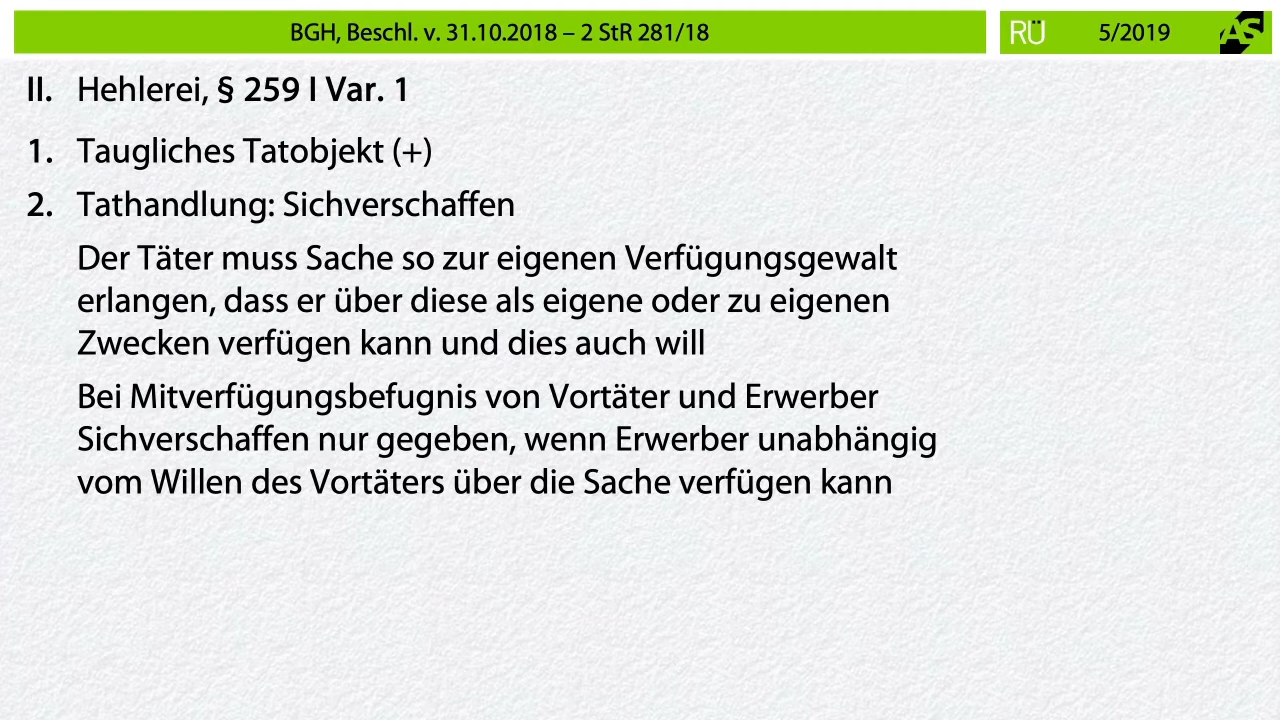 BGH, Beschl. v. 31.10.2018 – 2 StR 281/18
RÜ 5/2019 AS
II. Hehlerei, § 259 I Var. 1
1. Taugliches Tatobjekt (+)
2. Tathandlung: Sichverschaffen
Der Täter muss Sache so zur eigenen Verfügungsgewalt
erlangen, dass er über diese als eigene oder zu eigenen
Zwecken verfügen kann und dies auch will
Bei Mitverfügungsbefugnis von Vortäter und Erwerber
Sichverschaffen nur gegeben, wenn Erwerber unabhängig
vom Willen des Vortäters über die Sache verfügen kann